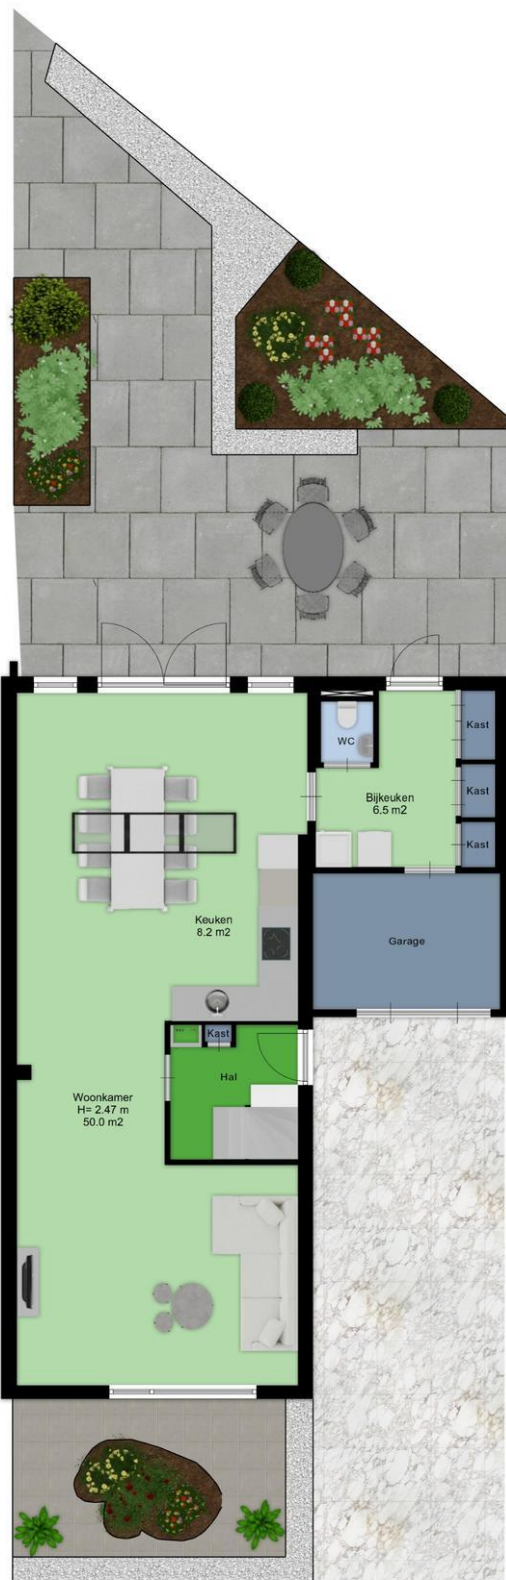 WC
Kast
Bijkeuken
6.5 m2
Kast
Kast
Keuken
8.2 m2
Garage
Kast
Hal
Woonkamer
H= 2.47 m
50.0 m2